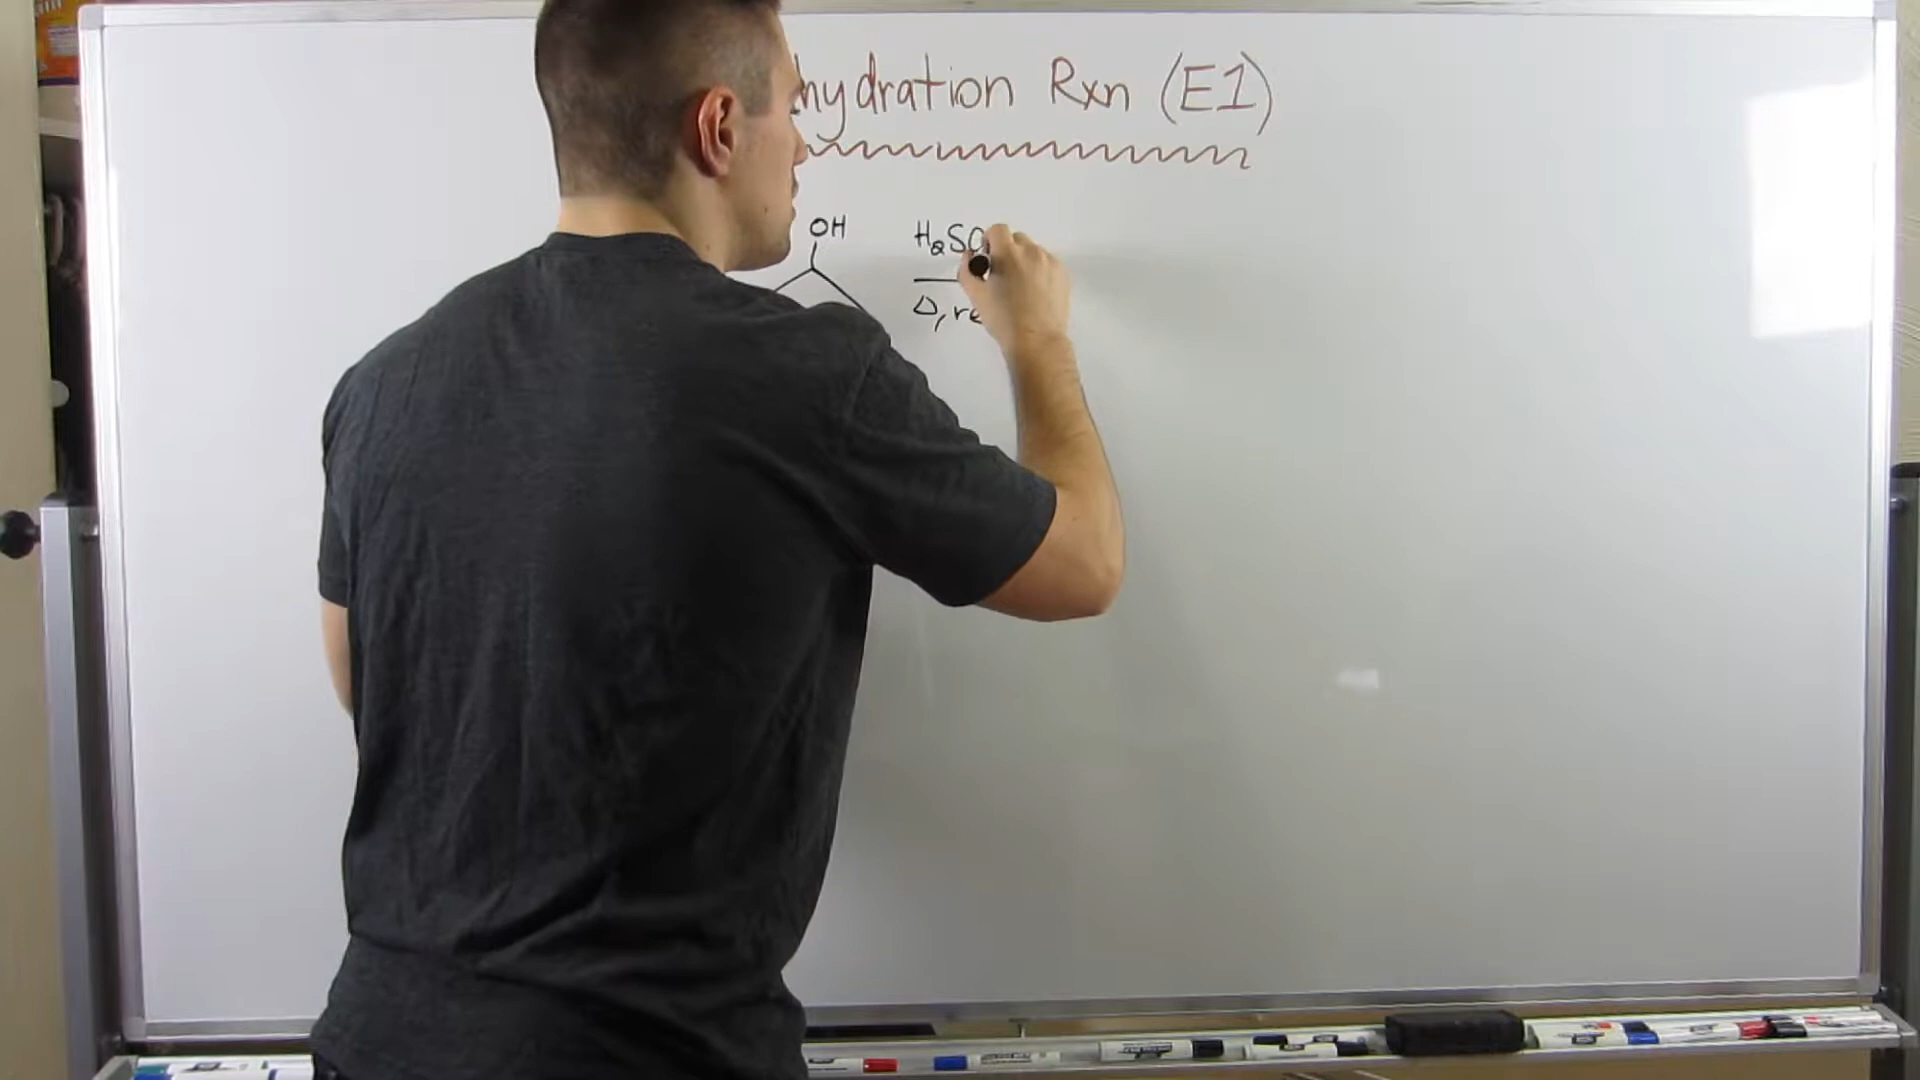 hydration Rxn (E1)
OH
H₂SO
Δ, re